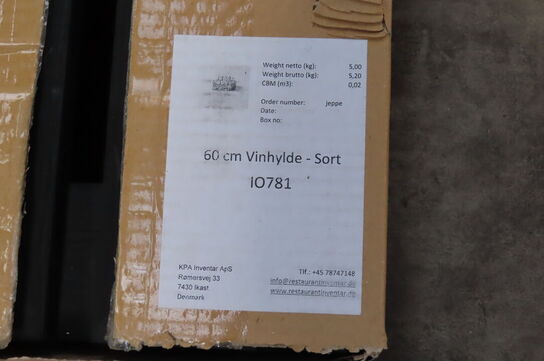 Weight netto (kg): 5,00
Weight brutto (kg): 5,20
CBM (m3): 0,02
Order number: jeppe
Date:
Box no:
60 cm Vinhylde - Sort
IO781
KPA Inventar ApS
Rømersvej 33
7430 Ikast
Denmark
Tlf.: +45 78747148
info@restaurantinventar.de
www.restaurantinventar.de